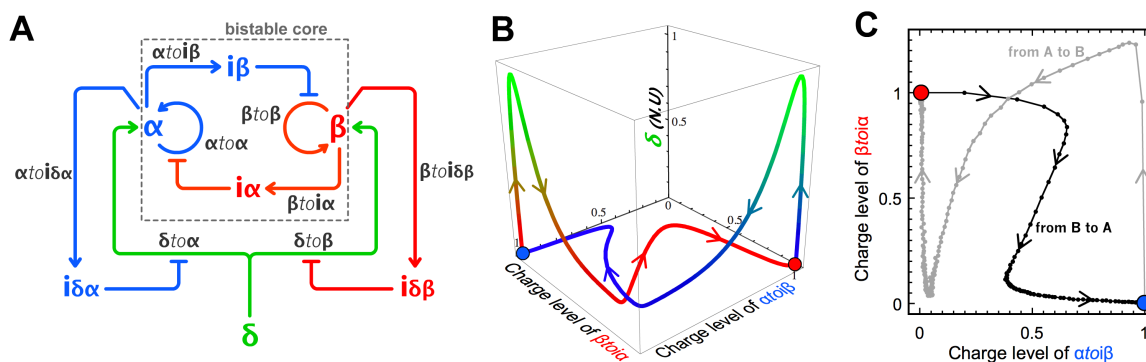 A
bistable core
αtoiβ
iβ
βtoβ
α
β
αtoα
αtoiδα
βtoiδβ
iα
βtoiα
δtoα
δtoβ
iδα
iδβ
δ
B
1
δ (N.U)
0.5
0
0.5
0.5
1
1
Charge level of βtoiα
Charge level of αtoiβ
C
from A to B
1
Charge level of βtoiα
0.5
from B to A
0
0
0.5
1
Charge level of αtoiβ